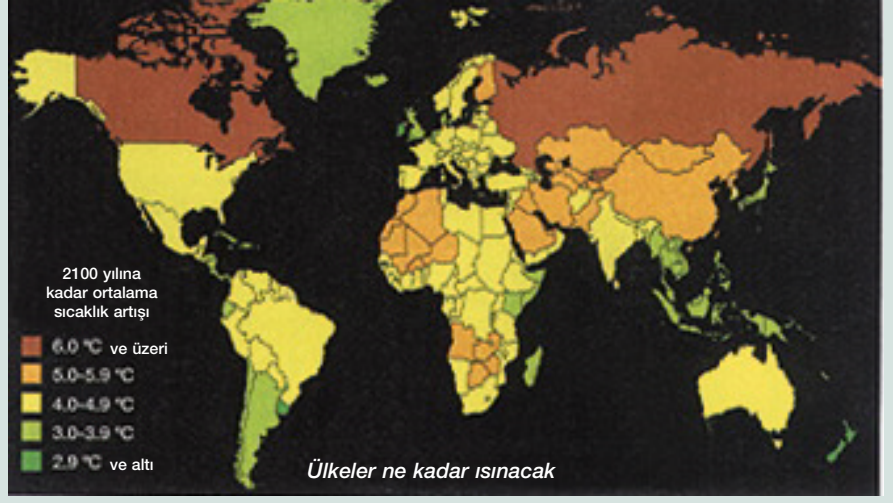 2100 yılına
kadar ortalama
sıcaklık artışı
6.0 °C ve üzeri
5.0-5.9 °C
4.0-4.9 °C
3.0-3.9 °C
2.9 °C ve altı
Ülkeler ne kadar ısınacak